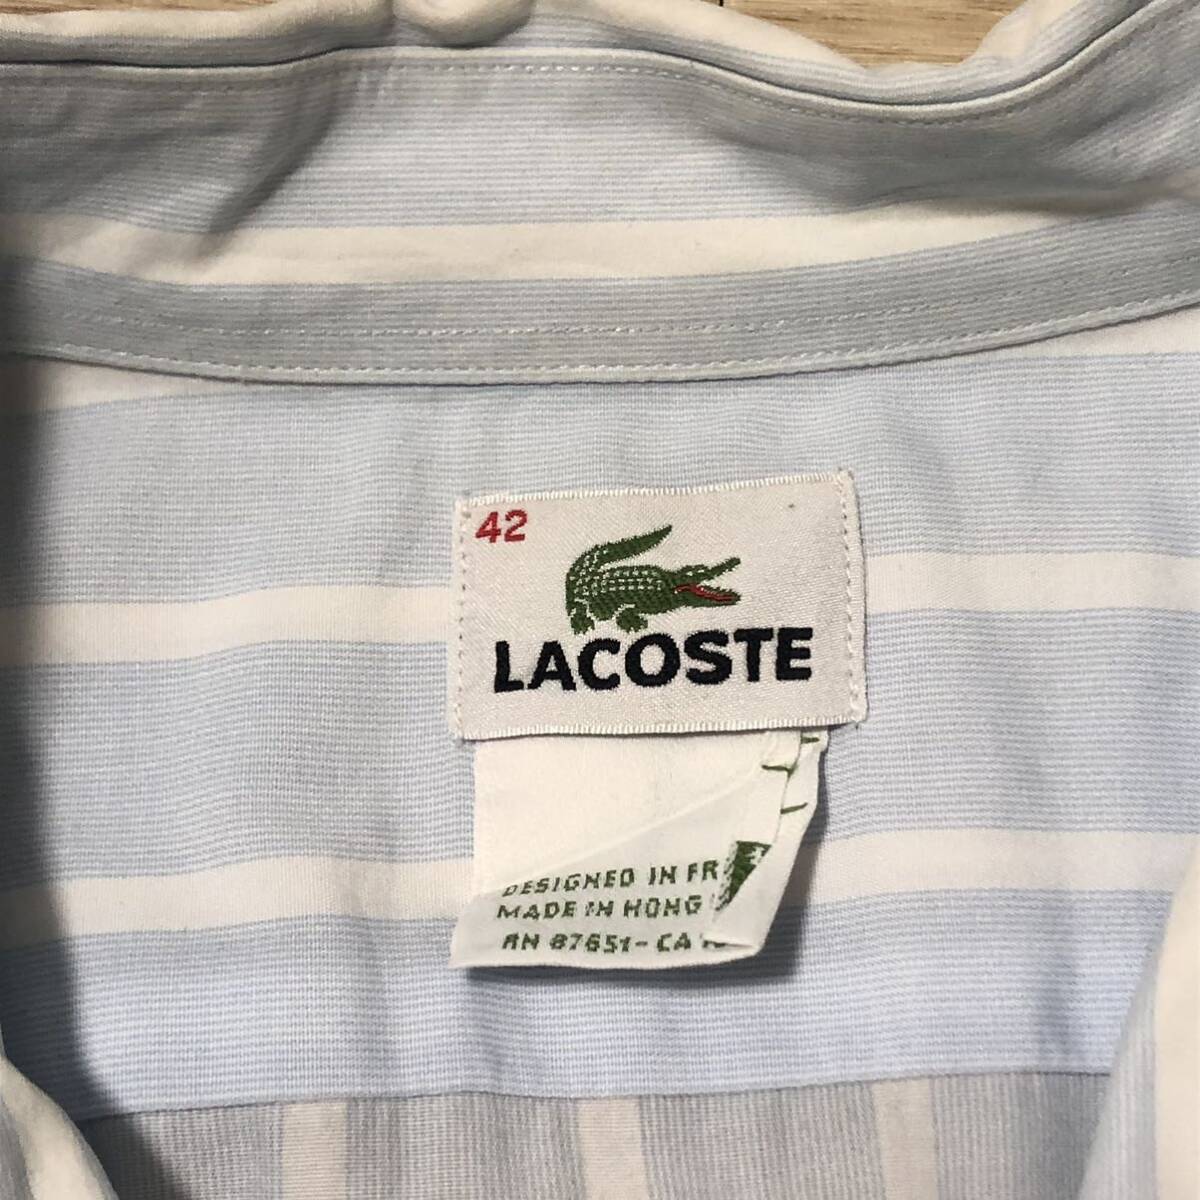 42
LACOSTE
DESIGNED IN FR
MADE IN HONG
RN 87651-CA